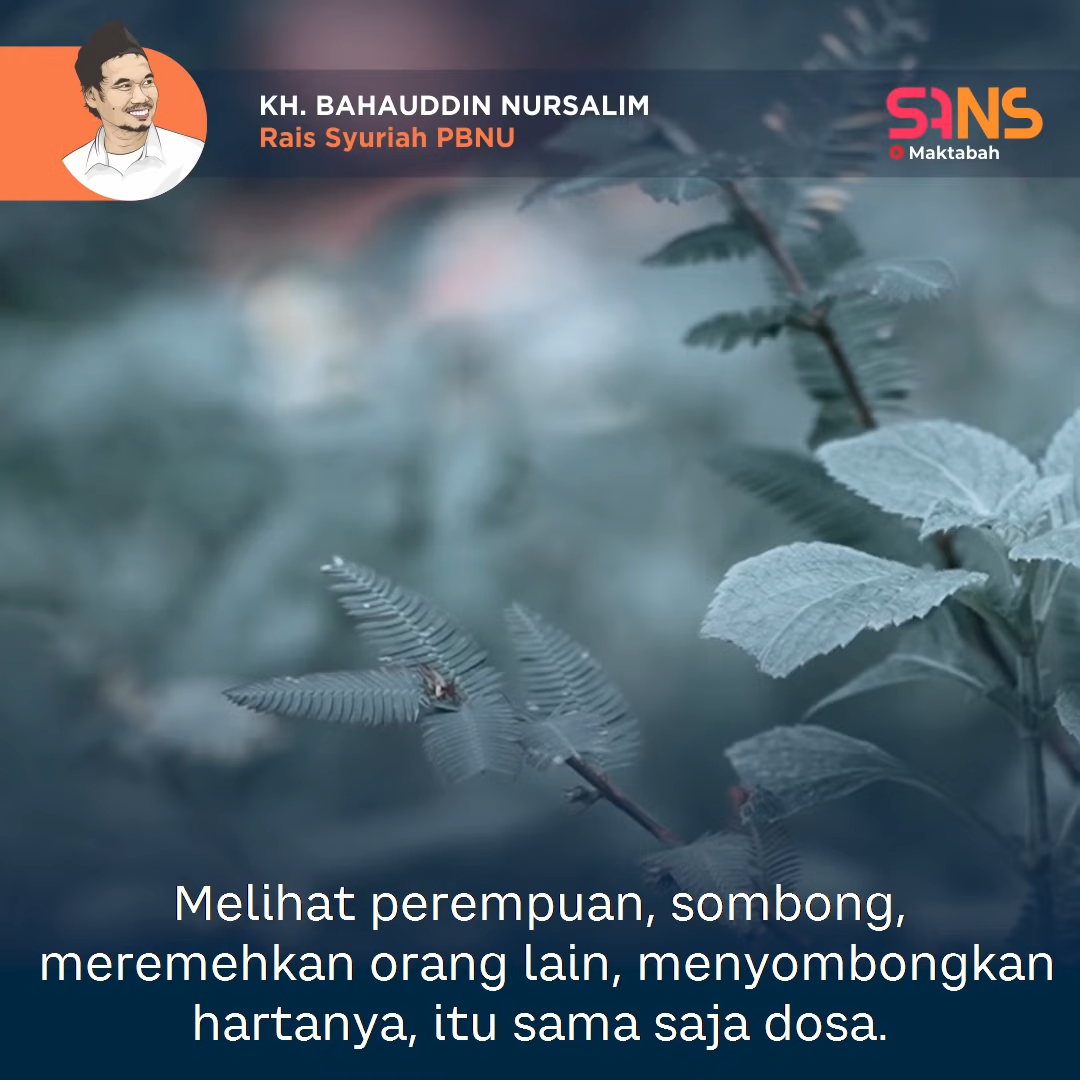 KH. BAHAUDDIN NURSALIM
Rais Syuriah PBNU
SANS
Maktabah
Melihat perempuan, sombong,
meremehkan orang lain, menyombongkan
hartanya, itu sama saja dosa.